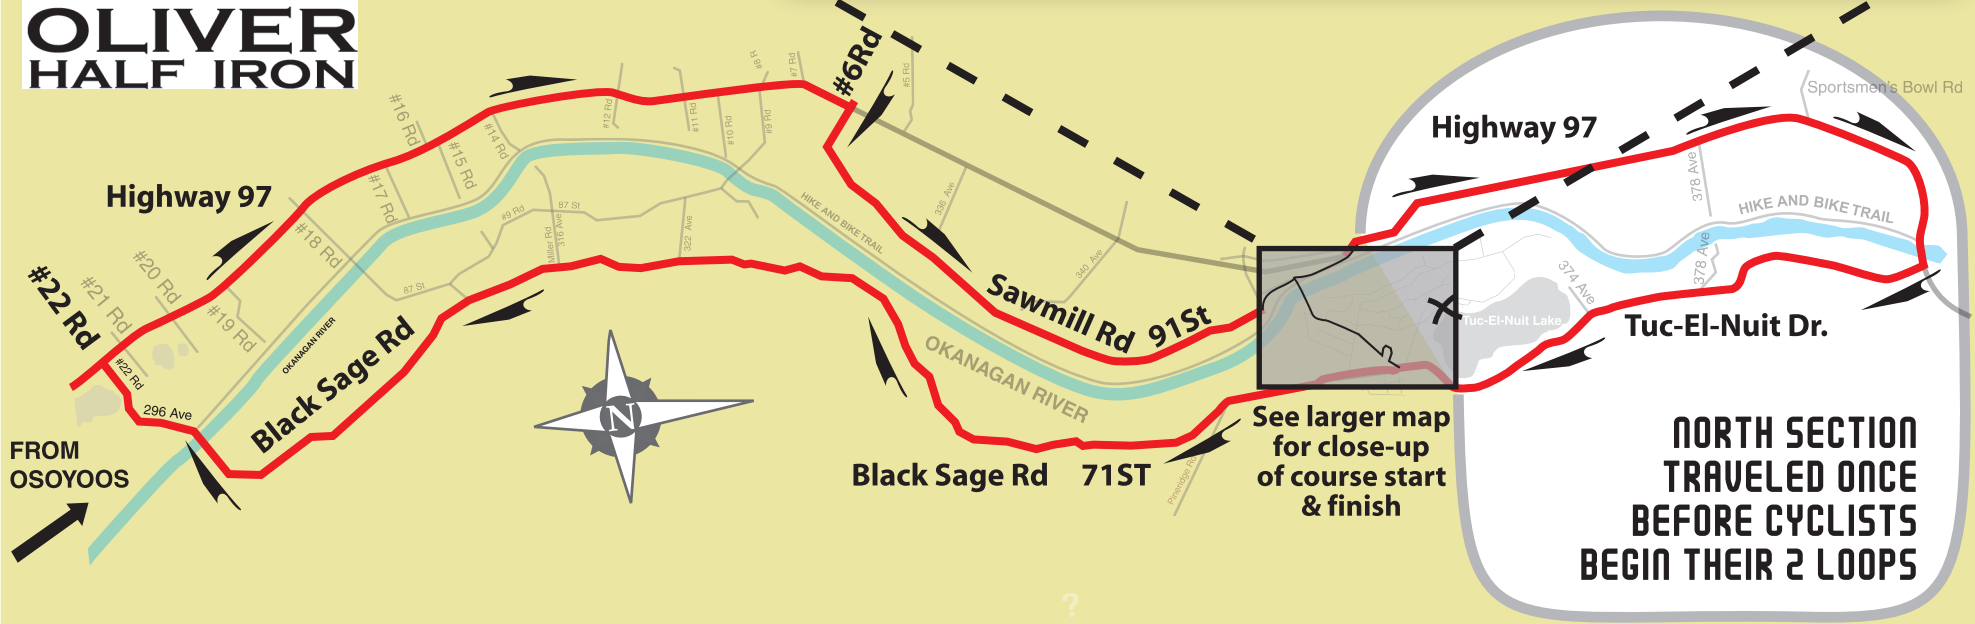 OLIVER
HALF IRON
#6Rd
#5 Rd
#7 Rd
#8 R
#9 Rd
#10 Rd
#11 Rd
#12 Rd
#14 Rd
#15 Rd
#16 Rd
#17 Rd
#18 Rd
#19 Rd
#20 Rd
#21 Rd
#22 Rd
#22 Rd
296 Ave
Highway 97
Highway 97
Sportsmen's Bowl Rd
378 Ave
378 Ave
374 Ave
HIKE AND BIKE TRAIL
HIKE AND BIKE TRAIL
336 Ave
340 Ave
#9 Rd
87 St
87 St
Miller Rd
316 Ave
322 Ave
Sawmill Rd 91St
OKANAGAN RIVER
OKANAGAN RIVER
Black Sage Rd
Black Sage Rd 71ST
Pineridge Rd
N
Tuc-El-Nuit Lake
Tuc-El-Nuit Dr.
FROM
OSOYOOS
See larger map
for close-up
of course start
& finish
NORTH SECTION
TRAVELED ONCE
BEFORE CYCLISTS
BEGIN THEIR 2 LOOPS
?